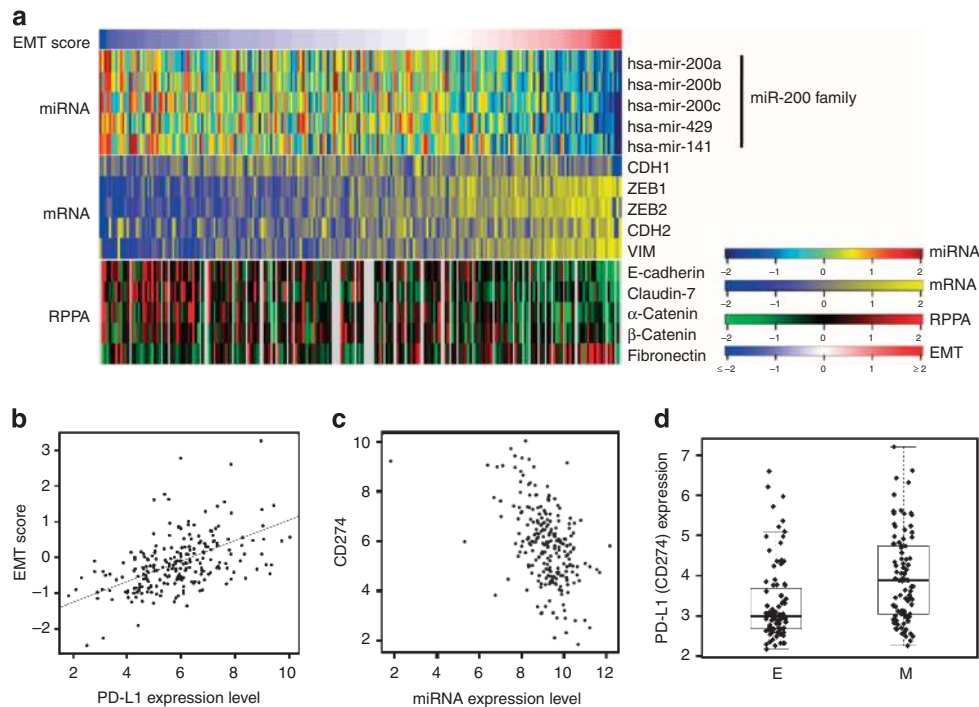 a
EMT score
miRNA
hsa-mir-200a
hsa-mir-200b
hsa-mir-200c
hsa-mir-429
hsa-mir-141
miR-200 family
mRNA
CDH1
ZEB1
ZEB2
CDH2
VIM
RPPA
E-cadherin
Claudin-7
α-Catenin
β-Catenin
Fibronectin
miRNA
−2 −1 0 1 2
mRNA
−2 −1 0 1 2
RPPA
−2 −1 0 1 2
EMT
≤ −2 −1 0 1 ≥ 2
b
EMT score
3
2
1
0
−1
−2
2 4 6 8 10
PD-L1 expression level
c
CD274
10
8
6
4
2
2 4 6 8 10 12
miRNA expression level
d
PD-L1 (CD274) expression
7
6
5
4
3
2
E M